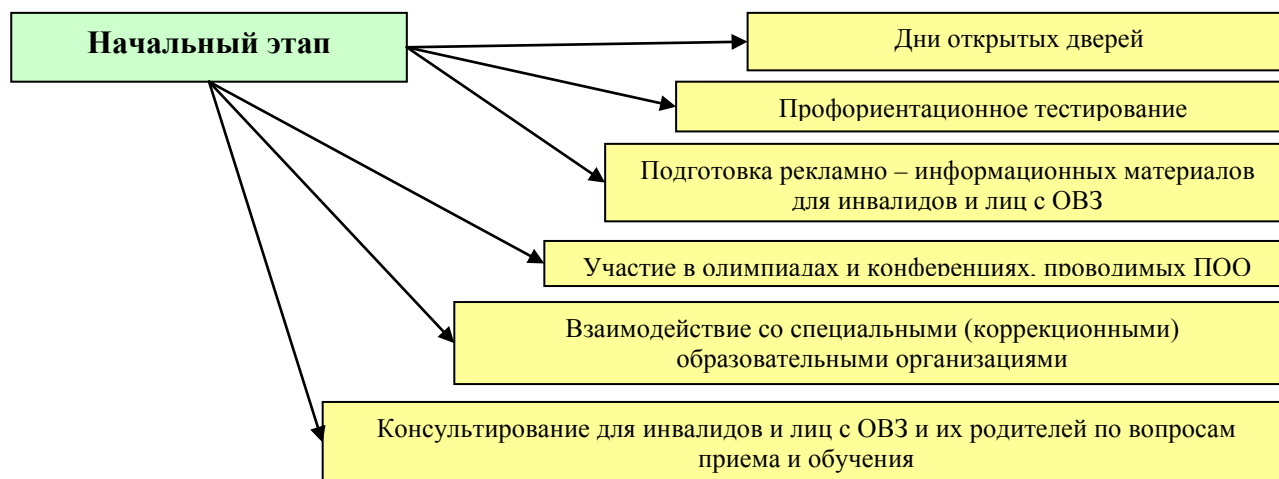 Начальный этап
Дни открытых дверей
Профориентационное тестирование
Подготовка рекламно – информационных материалов
для инвалидов и лиц с ОВЗ
Участие в олимпиадах и конференциях, проводимых ПОО
Взаимодействие со специальными (коррекционными)
образовательными организациями
Консультирование для инвалидов и лиц с ОВЗ и их родителей по вопросам
приема и обучения